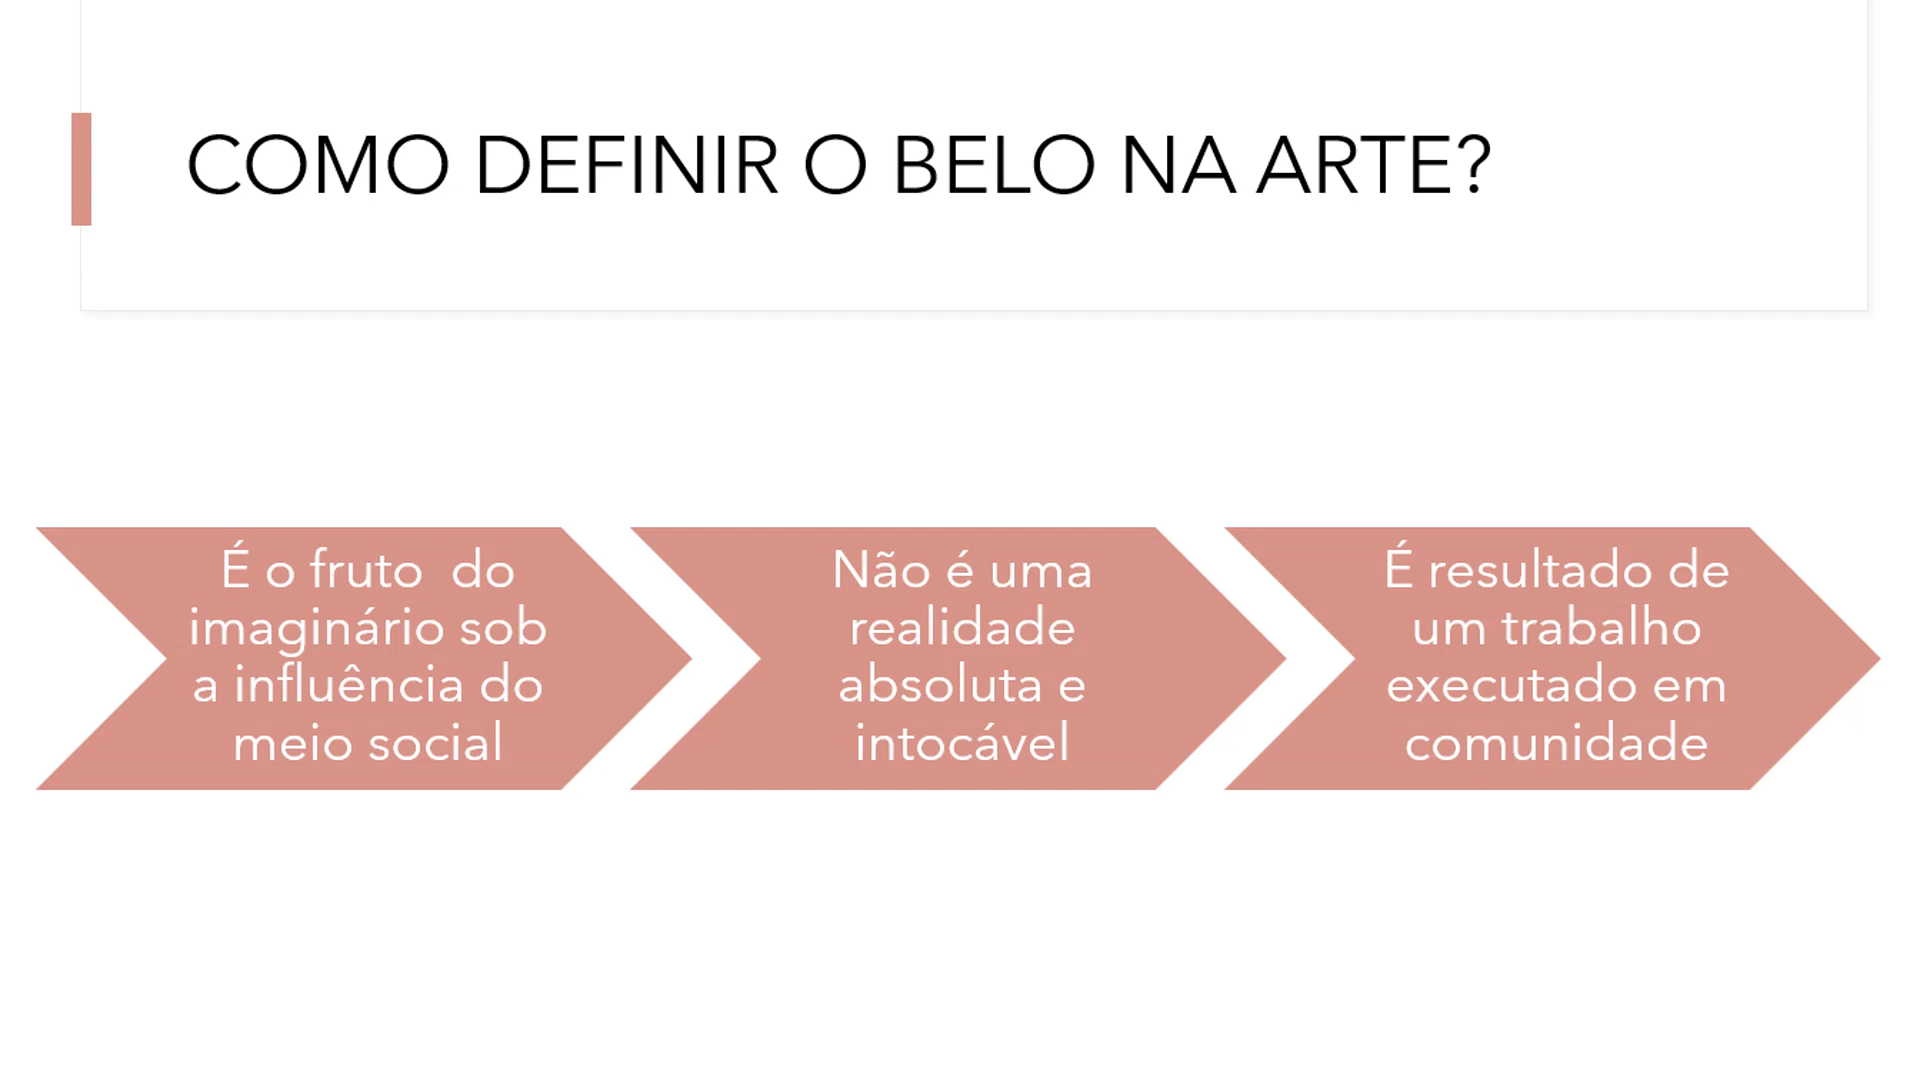 COMO DEFINIR O BELO NA ARTE?
É o fruto  do
imaginário sob
a influência do
meio social
Não é uma
realidade
absoluta e
intocável
É resultado de
um trabalho
executado em
comunidade